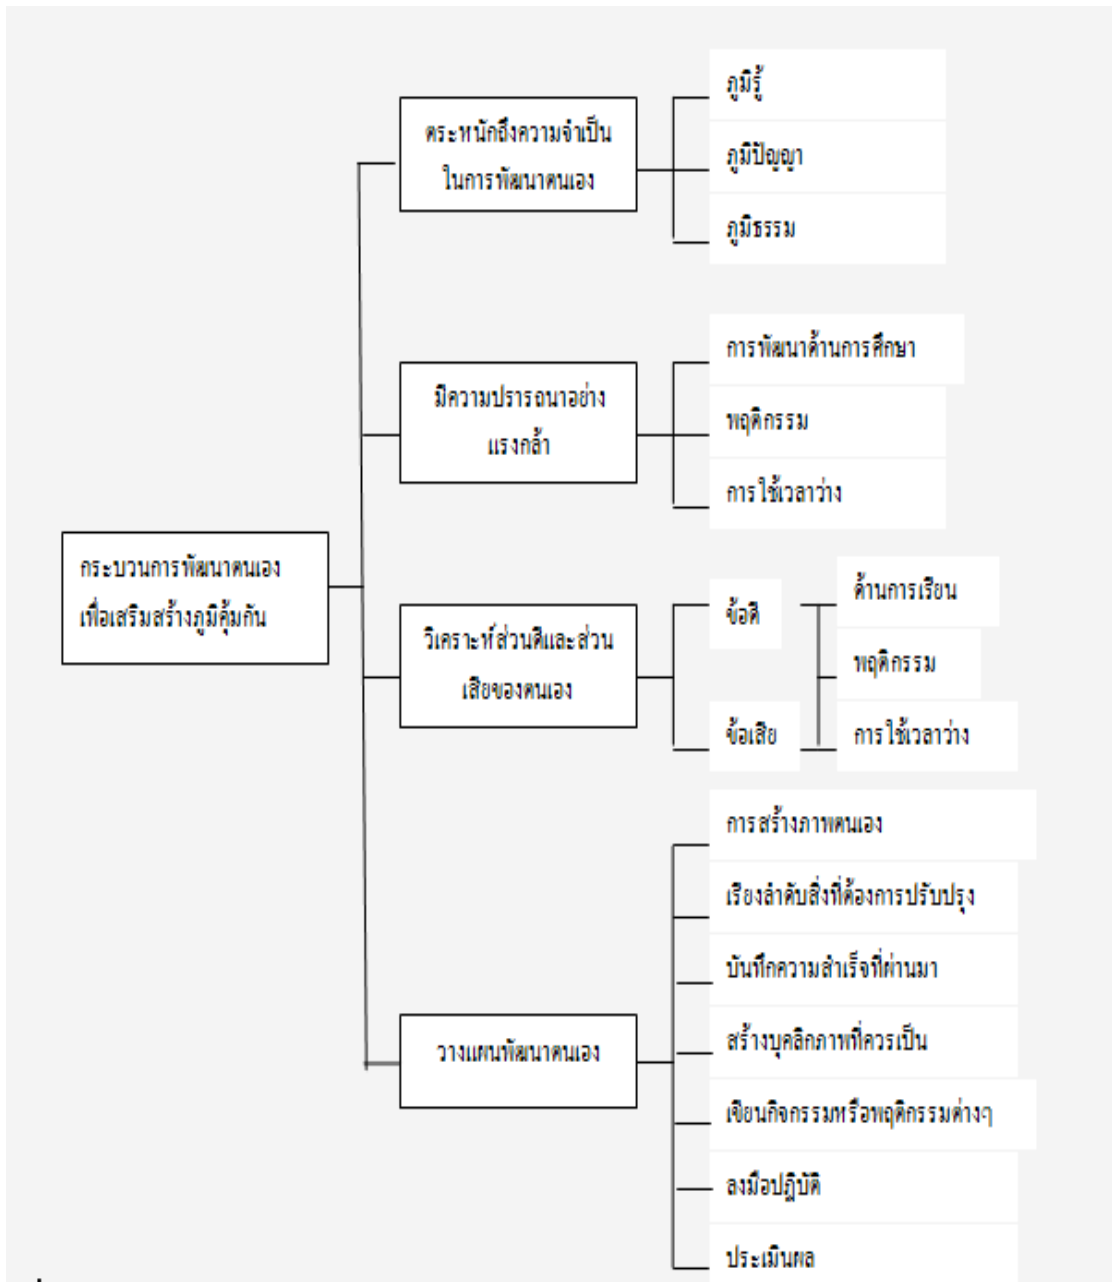 กระบวนการพัฒนาตนเอง
เพื่อเสริมสร้างภูมิคุ้มกัน
ตระหนักถึงความจำเป็น
ในการพัฒนาตนเอง
ภูมิรู้
ภูมิปัญญา
ภูมิธรรม
มีความปรารถนาอย่าง
แรงกล้า
การพัฒนาด้านการศึกษา
พฤติกรรม
การใช้เวลาว่าง
วิเคราะห์ส่วนดีและส่วน
เสียของตนเอง
ข้อดี
ข้อเสีย
ด้านการเรียน
พฤติกรรม
การใช้เวลาว่าง
วางแผนพัฒนาตนเอง
การสร้างภาพตนเอง
เรียงลำดับสิ่งที่ต้องการปรับปรุง
บันทึกความสำเร็จที่ผ่านมา
สร้างบุคลิกภาพที่ควรเป็น
เขียนกิจกรรมหรือพฤติกรรมต่างๆ
ลงมือปฏิบัติ
ประเมินผล